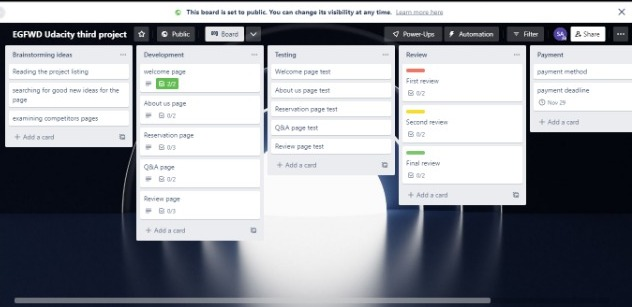 This board is set to public. You can change its visibility at any time. Learn more here
EGFWD Udacity third project
Public
Board
Power-Ups
Automation
Filter
SA
Share
Brainstorming ideas
Reading the project listing
searching for good new ideas for the
page
examining competitors pages
+ Add a card
Development
welcome page
2/2
About us page
0/2
Reservation page
0/3
Q&A page
0/2
Review page
0/3
+ Add a card
Testing
Welcome page test
About us page test
Reservation page test
Q&A page test
Review page test
+ Add a card
Review
First review
0/2
Second review
0/2
Final review
0/2
+ Add a card
Payment
payment method
payment deadline
Nov 29
+ Add a card